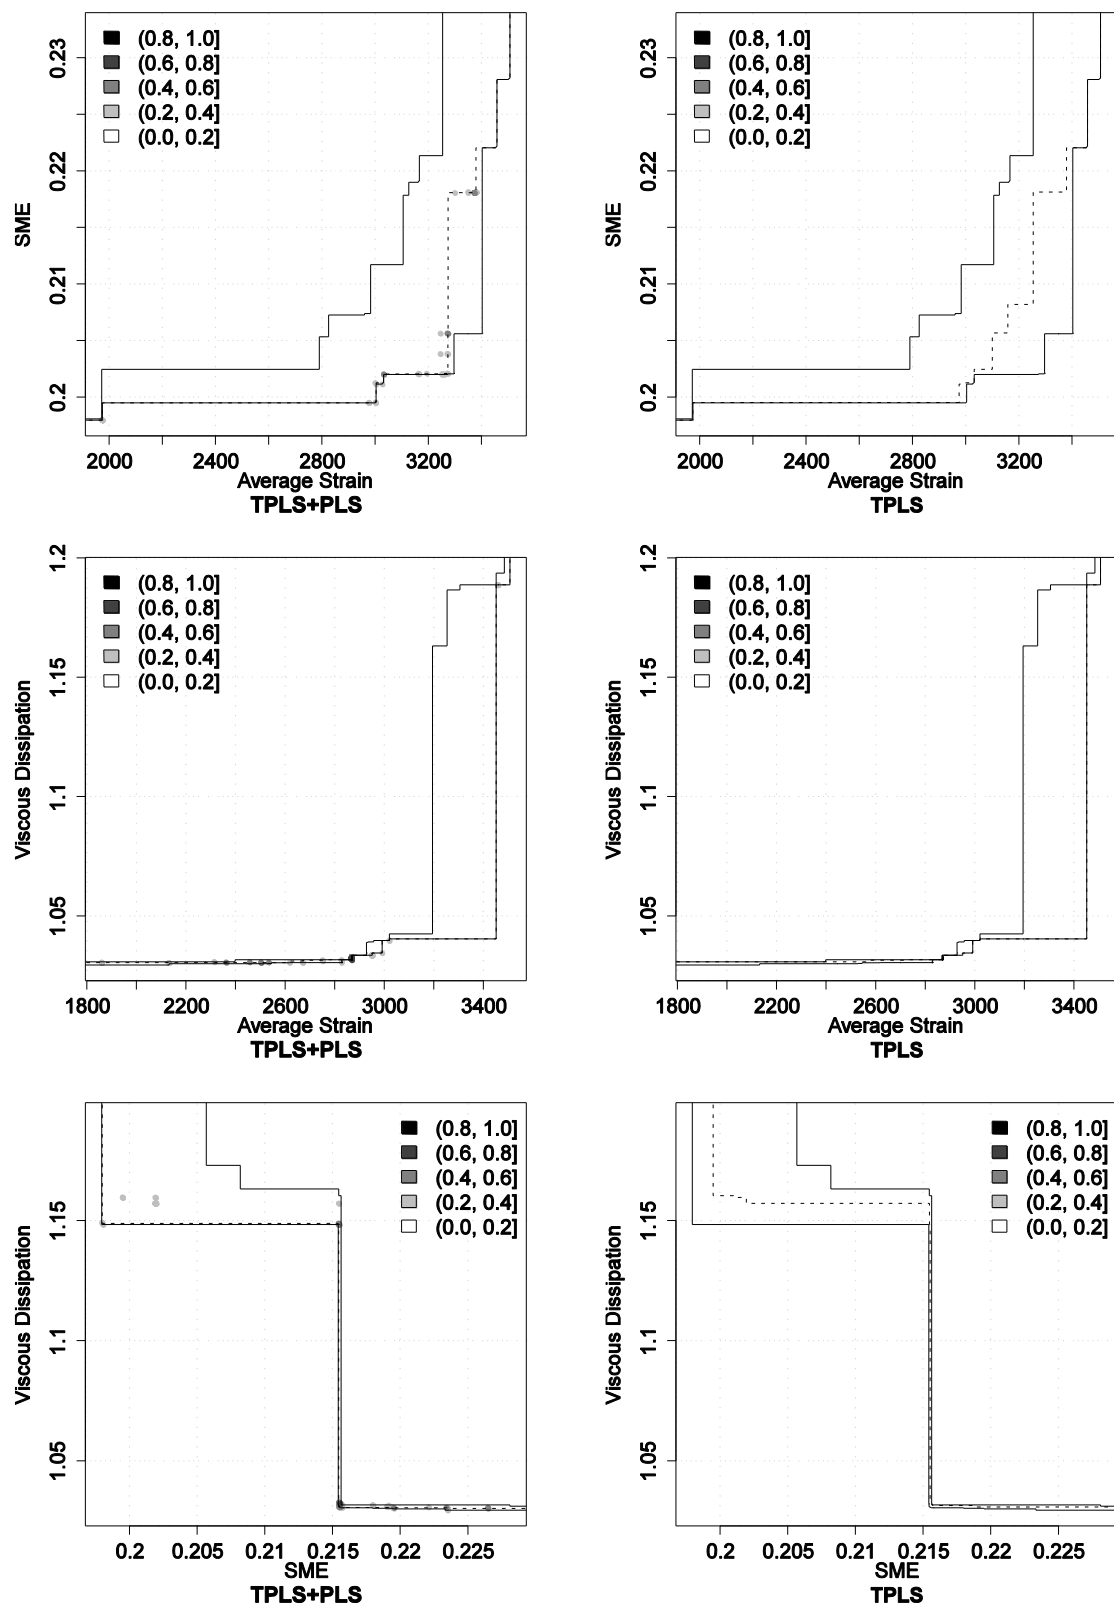 (0.8, 1.0]
(0.6, 0.8]
(0.4, 0.6]
(0.2, 0.4]
(0.0, 0.2]
SME
0.2 0.21 0.22 0.23
2000 2400 2800 3200
Average Strain
TPLS+PLS
(0.8, 1.0]
(0.6, 0.8]
(0.4, 0.6]
(0.2, 0.4]
(0.0, 0.2]
SME
0.2 0.21 0.22 0.23
2000 2400 2800 3200
Average Strain
TPLS
(0.8, 1.0]
(0.6, 0.8]
(0.4, 0.6]
(0.2, 0.4]
(0.0, 0.2]
Viscous Dissipation
1.05 1.1 1.15 1.2
1800 2200 2600 3000 3400
Average Strain
TPLS+PLS
(0.8, 1.0]
(0.6, 0.8]
(0.4, 0.6]
(0.2, 0.4]
(0.0, 0.2]
Viscous Dissipation
1.05 1.1 1.15 1.2
1800 2200 2600 3000 3400
Average Strain
TPLS
(0.8, 1.0]
(0.6, 0.8]
(0.4, 0.6]
(0.2, 0.4]
(0.0, 0.2]
Viscous Dissipation
1.05 1.1 1.15
0.2 0.205 0.21 0.215 0.22 0.225
SME
TPLS+PLS
(0.8, 1.0]
(0.6, 0.8]
(0.4, 0.6]
(0.2, 0.4]
(0.0, 0.2]
Viscous Dissipation
1.05 1.1 1.15
0.2 0.205 0.21 0.215 0.22 0.225
SME
TPLS